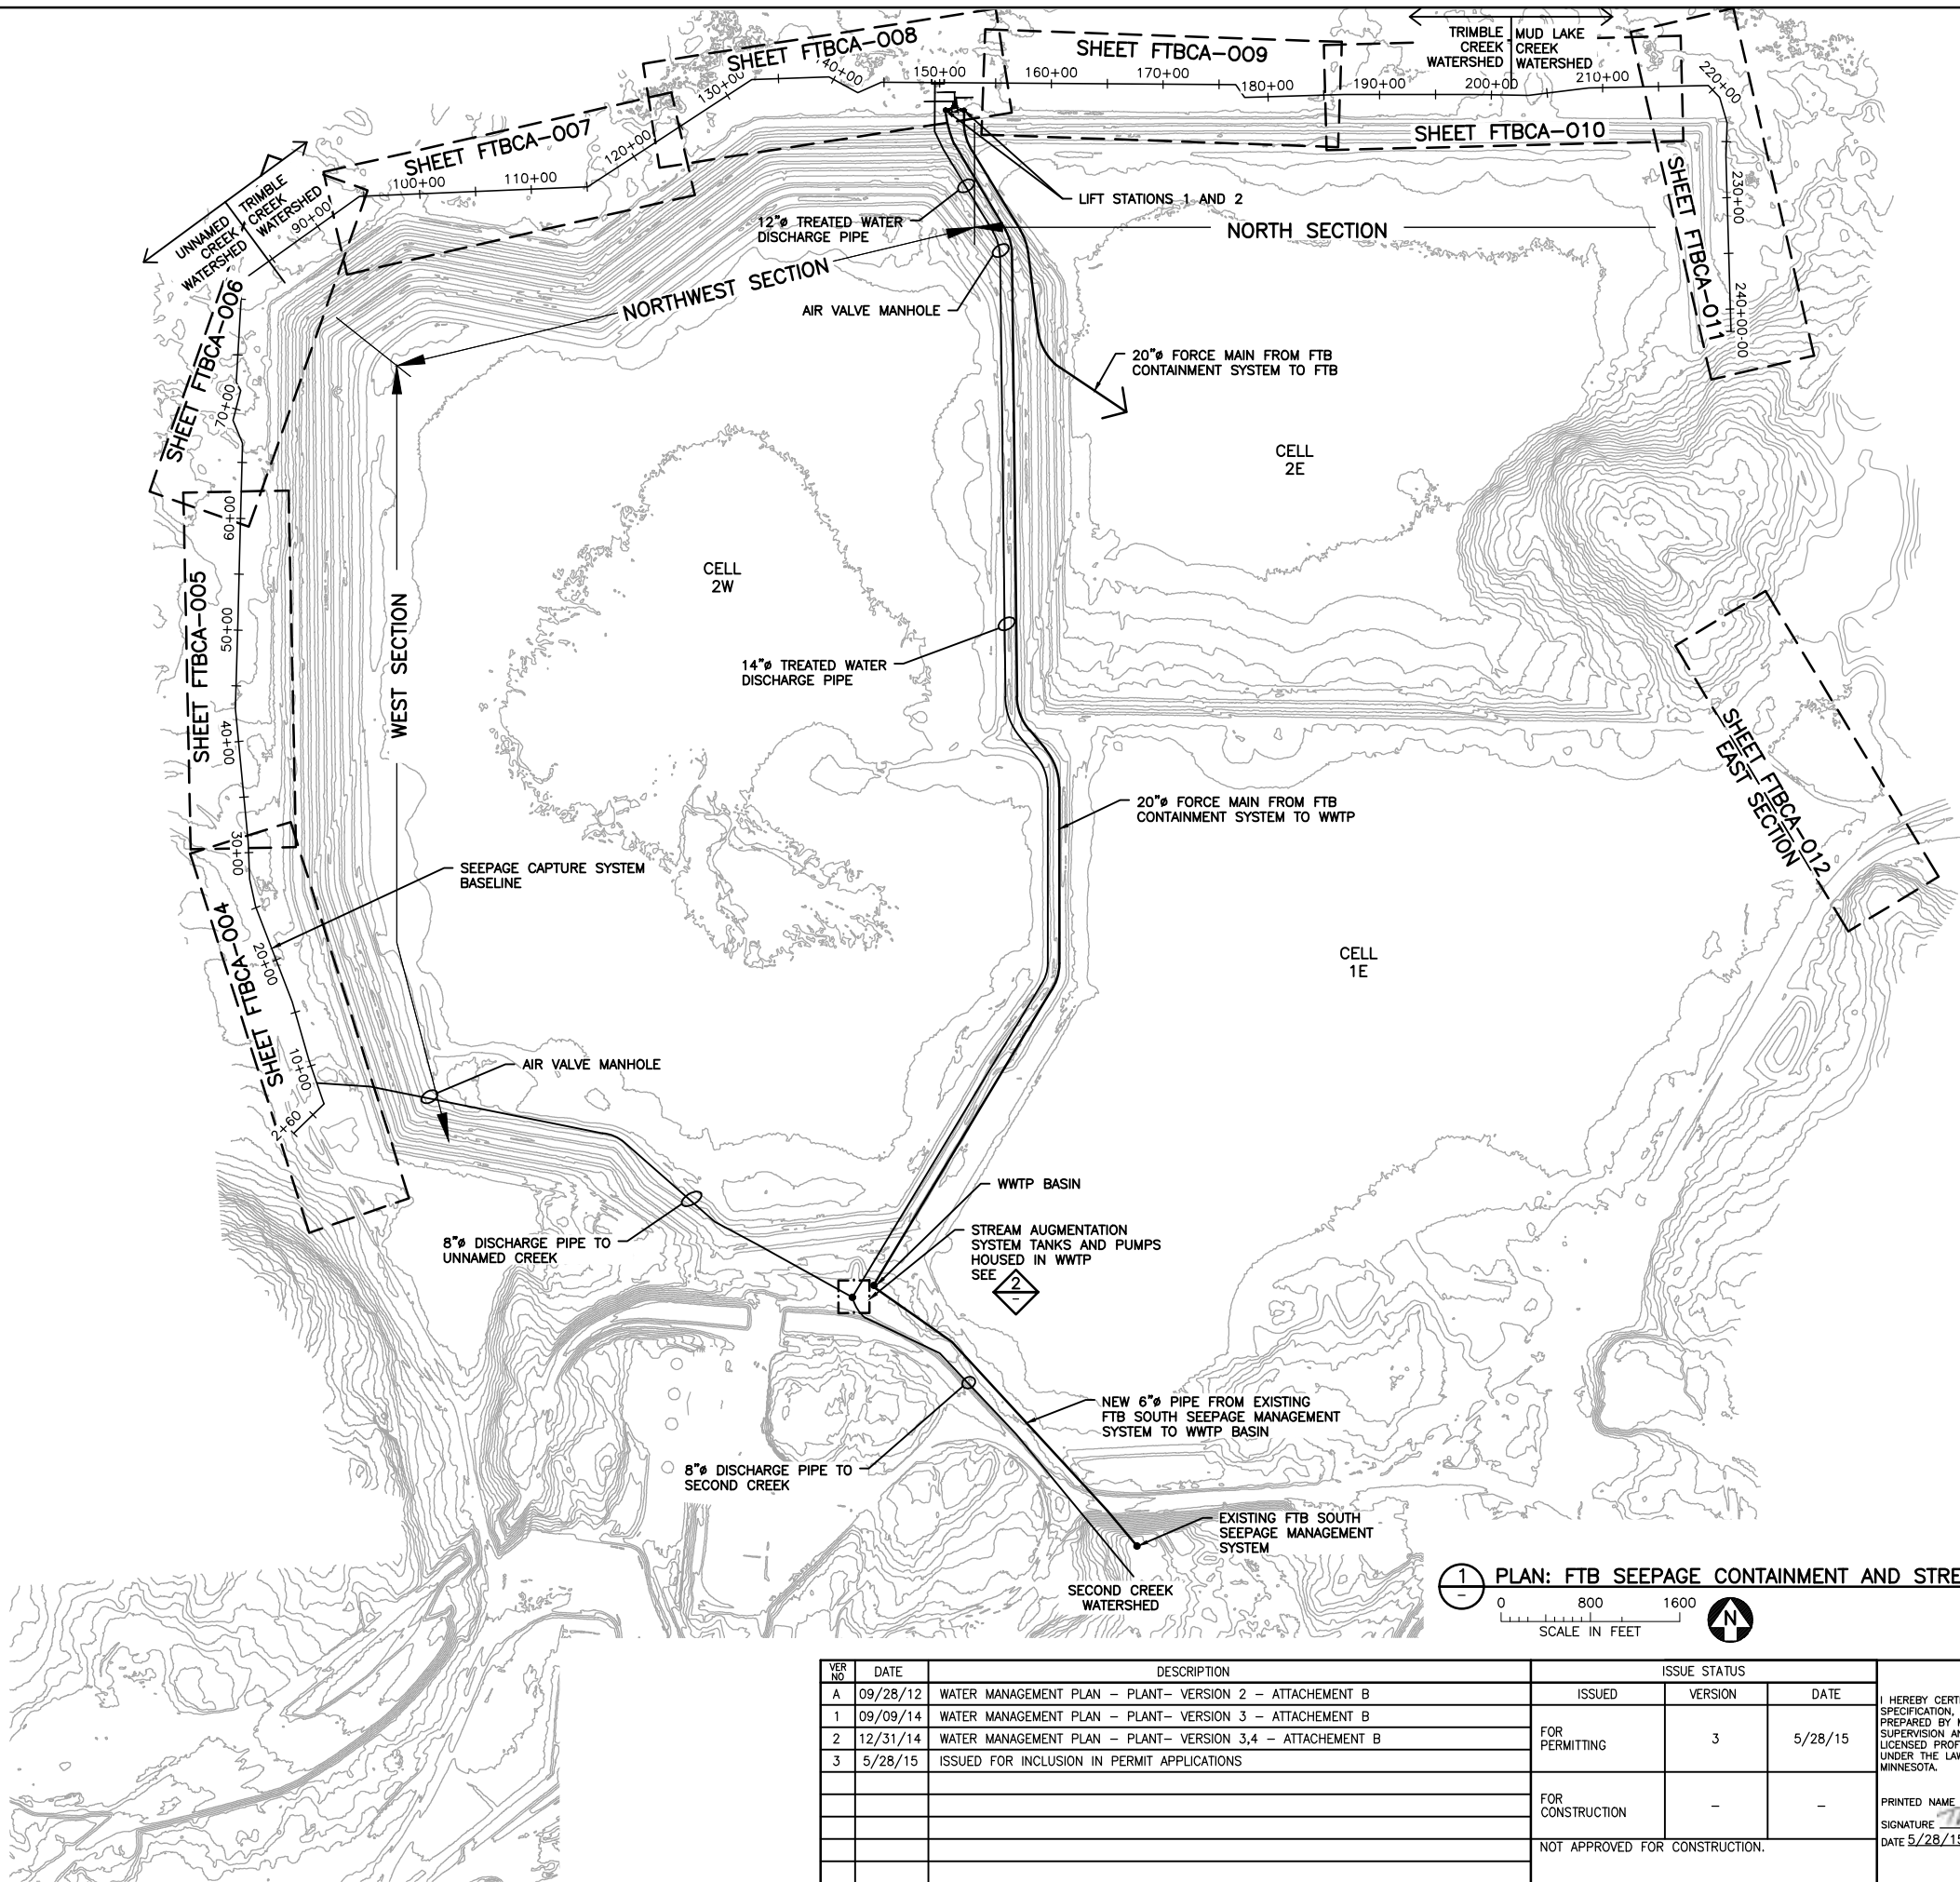 SHEET FTBCA-008
SHEET FTBCA-009
TRIMBLE
CREEK
WATERSHED
MUD LAKE
CREEK
WATERSHED
130+00
140+00
150+00
160+00
170+00
180+00
190+00
200+00
210+00
220+00
SHEET FTBCA-010
SHEET FTBCA-007
120+00
110+00
100+00
90+00
UNNAMED
CREEK
WATERSHED
TRIMBLE
CREEK
WATERSHED
LIFT STATIONS 1 AND 2
12"ø TREATED WATER
DISCHARGE PIPE
NORTH SECTION
NORTHWEST SECTION
AIR VALVE MANHOLE
SHEET FTBCA-011
230+00
240+00.00
SHEET FTBCA-006
70+00
20"ø FORCE MAIN FROM FTB
CONTAINMENT SYSTEM TO FTB
CELL
2E
CELL
2W
60+00
SHEET FTBCA-005
50+00
40+00
WEST SECTION
14"ø TREATED WATER
DISCHARGE PIPE
SHEET FTBCA-012
EAST SECTION
20"ø FORCE MAIN FROM FTB
CONTAINMENT SYSTEM TO WWTP
30+00
SEEPAGE CAPTURE SYSTEM
BASELINE
SHEET FTBCA-004
20+00
CELL
1E
10+00
2+60
AIR VALVE MANHOLE
WWTP BASIN
8"ø DISCHARGE PIPE TO
UNNAMED CREEK
STREAM AUGMENTATION
SYSTEM TANKS AND PUMPS
HOUSED IN WWTP
SEE
2
-
NEW 6"ø PIPE FROM EXISTING
FTB SOUTH SEEPAGE MANAGEMENT
SYSTEM TO WWTP BASIN
8"ø DISCHARGE PIPE TO
SECOND CREEK
EXISTING FTB SOUTH
SEEPAGE MANAGEMENT
SYSTEM
SECOND CREEK
WATERSHED
1
-
PLAN: FTB SEEPAGE CONTAINMENT AND STRE
0 800 1600
SCALE IN FEET
N
VER NO DATE DESCRIPTION
A 09/28/12 WATER MANAGEMENT PLAN - PLANT- VERSION 2 - ATTACHEMENT B
1 09/09/14 WATER MANAGEMENT PLAN - PLANT- VERSION 3 - ATTACHEMENT B
2 12/31/14 WATER MANAGEMENT PLAN - PLANT- VERSION 3,4 - ATTACHEMENT B
3 5/28/15 ISSUED FOR INCLUSION IN PERMIT APPLICATIONS
ISSUE STATUS
ISSUED VERSION DATE
FOR
PERMITTING 3 5/28/15
FOR
CONSTRUCTION - -
NOT APPROVED FOR CONSTRUCTION.
I HEREBY CERT
SPECIFICATION,
PREPARED BY
SUPERVISION
LICENSED PROF
UNDER THE
MINNESOTA.
PRINTED NAME
SIGNATURE
DATE 5/28/15